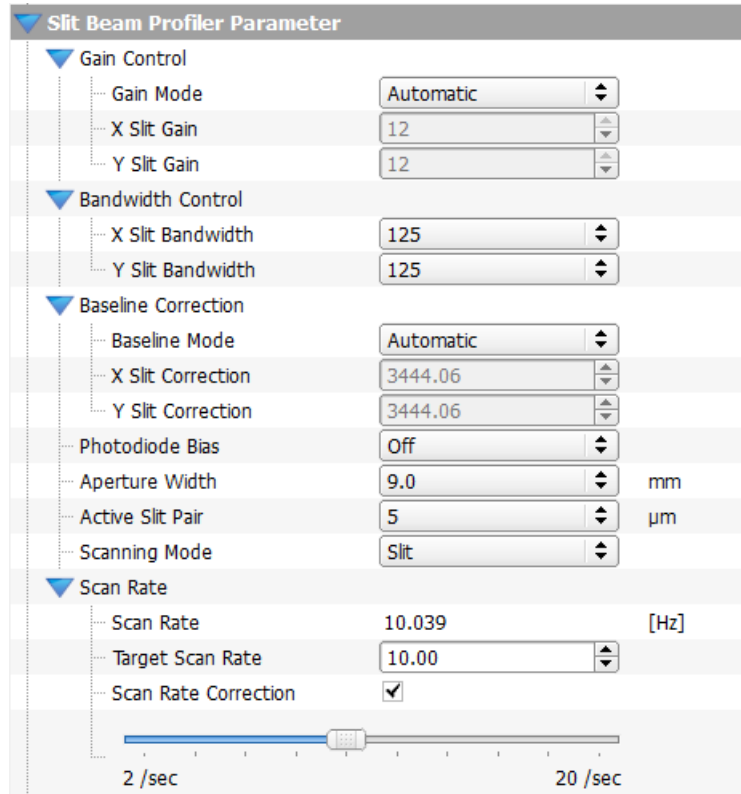 Slit Beam Profiler Parameter
Gain Control
Gain Mode Automatic
X Slit Gain 12
Y Slit Gain 12
Bandwidth Control
X Slit Bandwidth 125
Y Slit Bandwidth 125
Baseline Correction
Baseline Mode Automatic
X Slit Correction 3444.06
Y Slit Correction 3444.06
Photodiode Bias Off
Aperture Width 9.0 mm
Active Slit Pair 5 µm
Scanning Mode Slit
Scan Rate
Scan Rate 10.039 [Hz]
Target Scan Rate 10.00
Scan Rate Correction
2 /sec 20 /sec